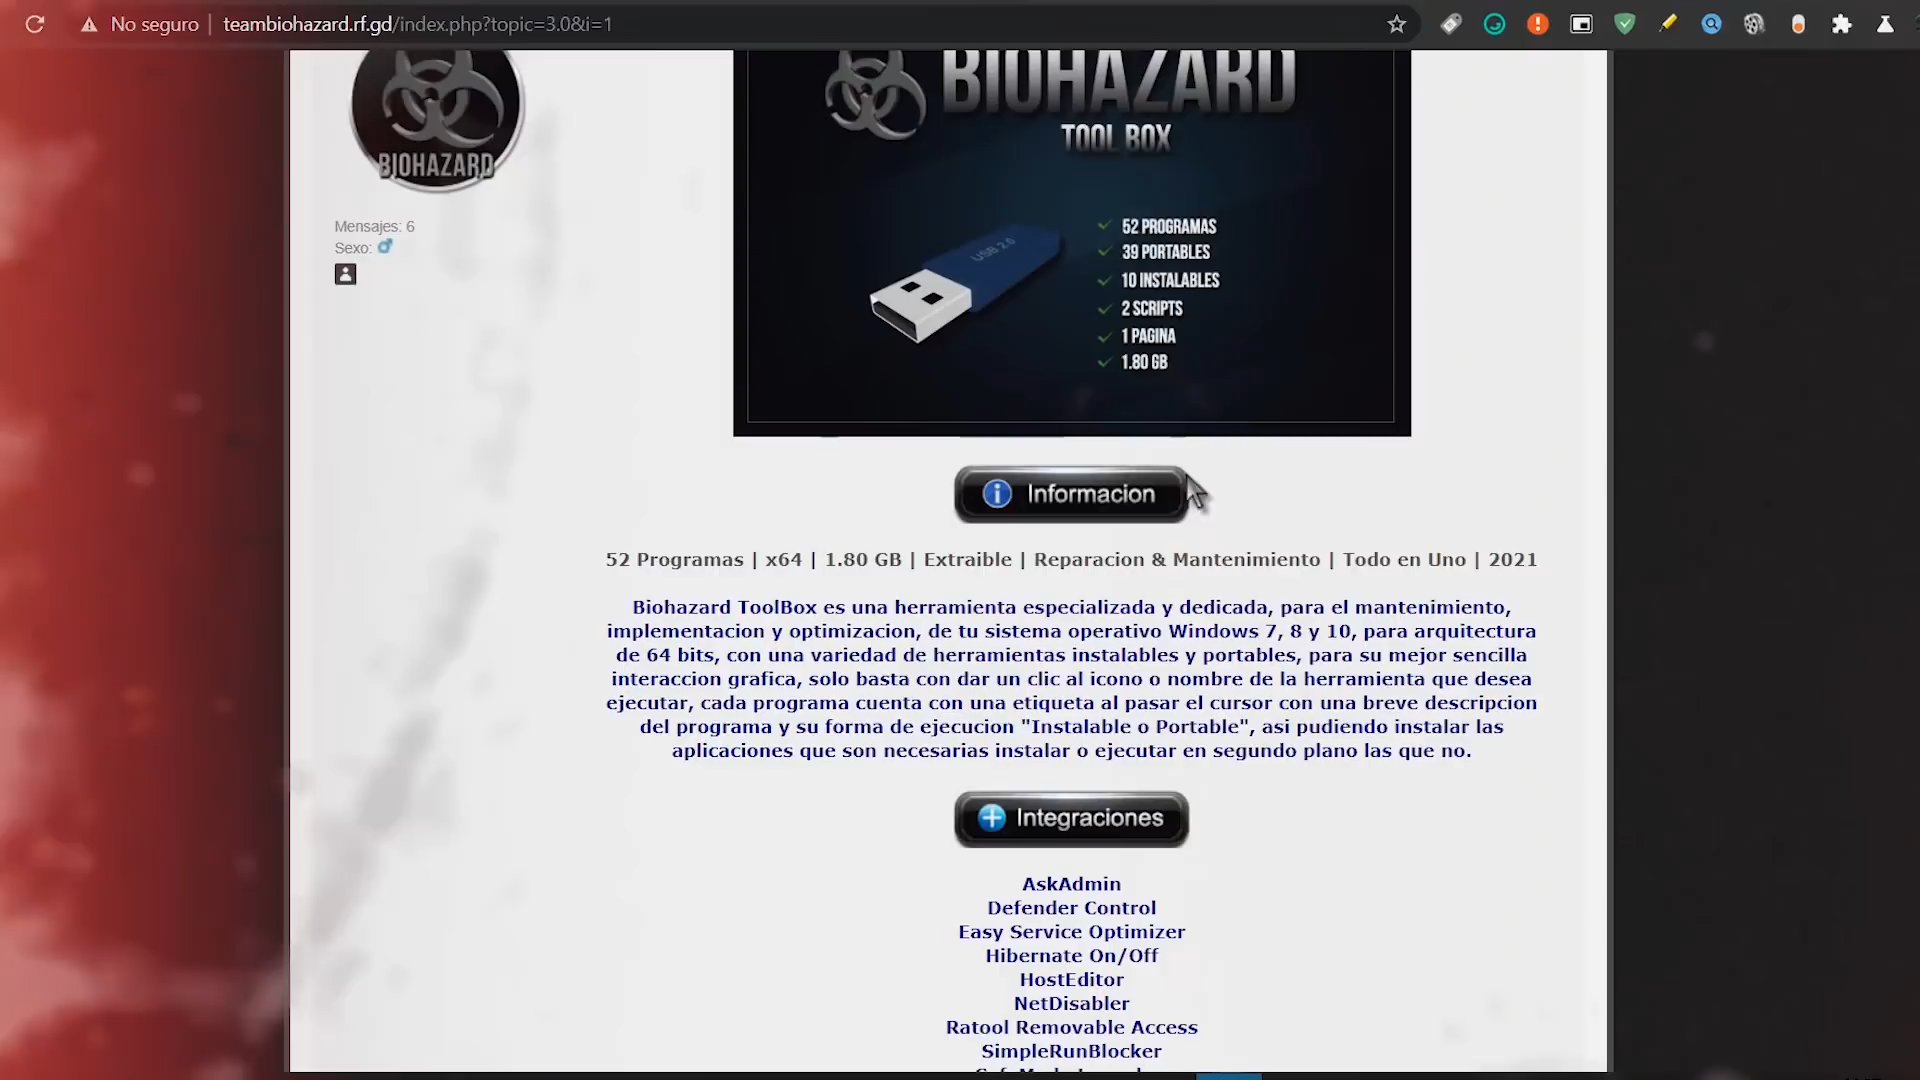 No seguro | teambiohazard.rf.gd/index.php?topic=3.0&i=1
BIOHAZARD
BIOHAZARD
TOOL BOX
Mensajes: 6
Sexo:
USB 2.0
52 PROGRAMAS
39 PORTABLES
10 INSTALABLES
2 SCRIPTS
1 PAGINA
1.80 GB
Informacion
52 Programas | x64 | 1.80 GB | Extraible | Reparacion & Mantenimiento | Todo en Uno | 2021
Biohazard ToolBox es una herramienta especializada y dedicada, para el mantenimiento,
implementacion y optimizacion, de tu sistema operativo Windows 7, 8 y 10, para arquitectura
de 64 bits, con una variedad de herramientas instalables y portables, para su mejor sencilla
interaccion grafica, solo basta con dar un clic al icono o nombre de la herramienta que desea
ejecutar, cada programa cuenta con una etiqueta al pasar el cursor con una breve descripcion
del programa y su forma de ejecucion "Instalable o Portable", asi pudiendo instalar las
aplicaciones que son necesarias instalar o ejecutar en segundo plano las que no.
Integraciones
AskAdmin
Defender Control
Easy Service Optimizer
Hibernate On/Off
HostEditor
NetDisabler
Ratool Removable Access
SimpleRunBlocker